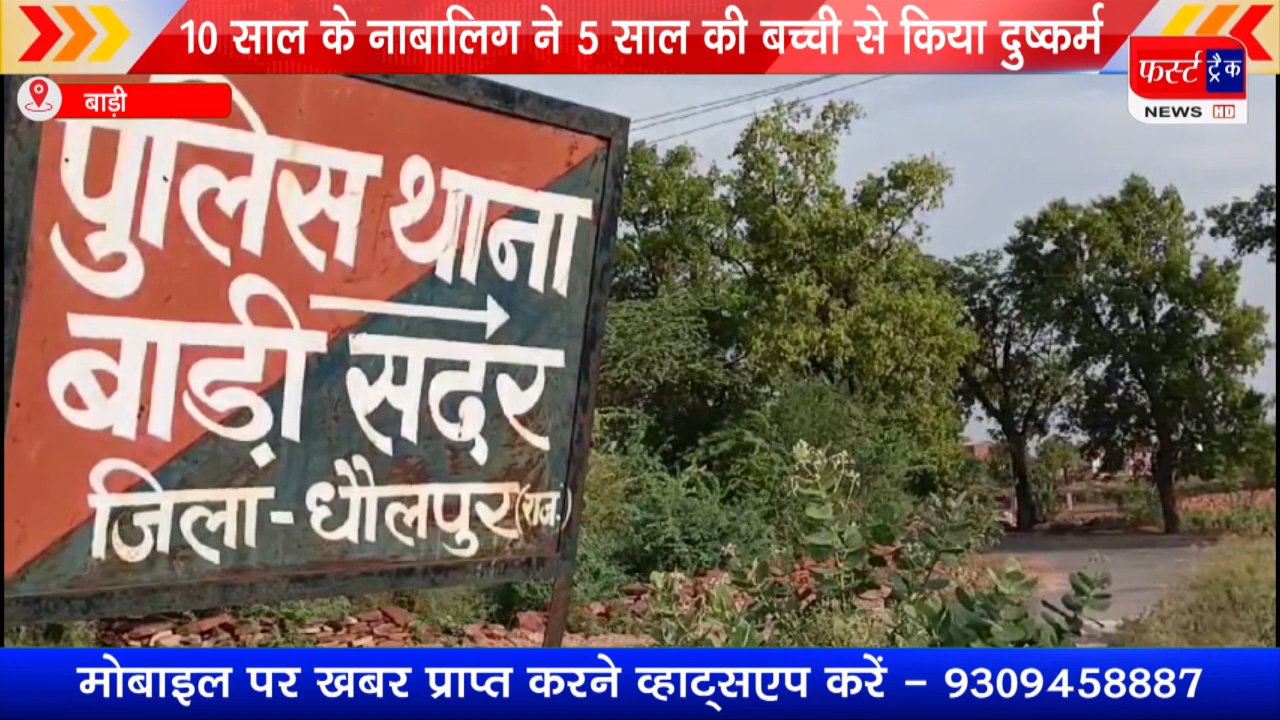 10 साल के नाबालिग ने 5 साल की बच्ची से किया दुष्कर्म
बाड़ी
फर्स्ट ट्रैक
NEWS HD
पुलिस थाना
बाड़ी सदर
जिला-धौलपुर(राज.)
मोबाइल पर खबर प्राप्त करने व्हाट्सएप करें - 9309458887